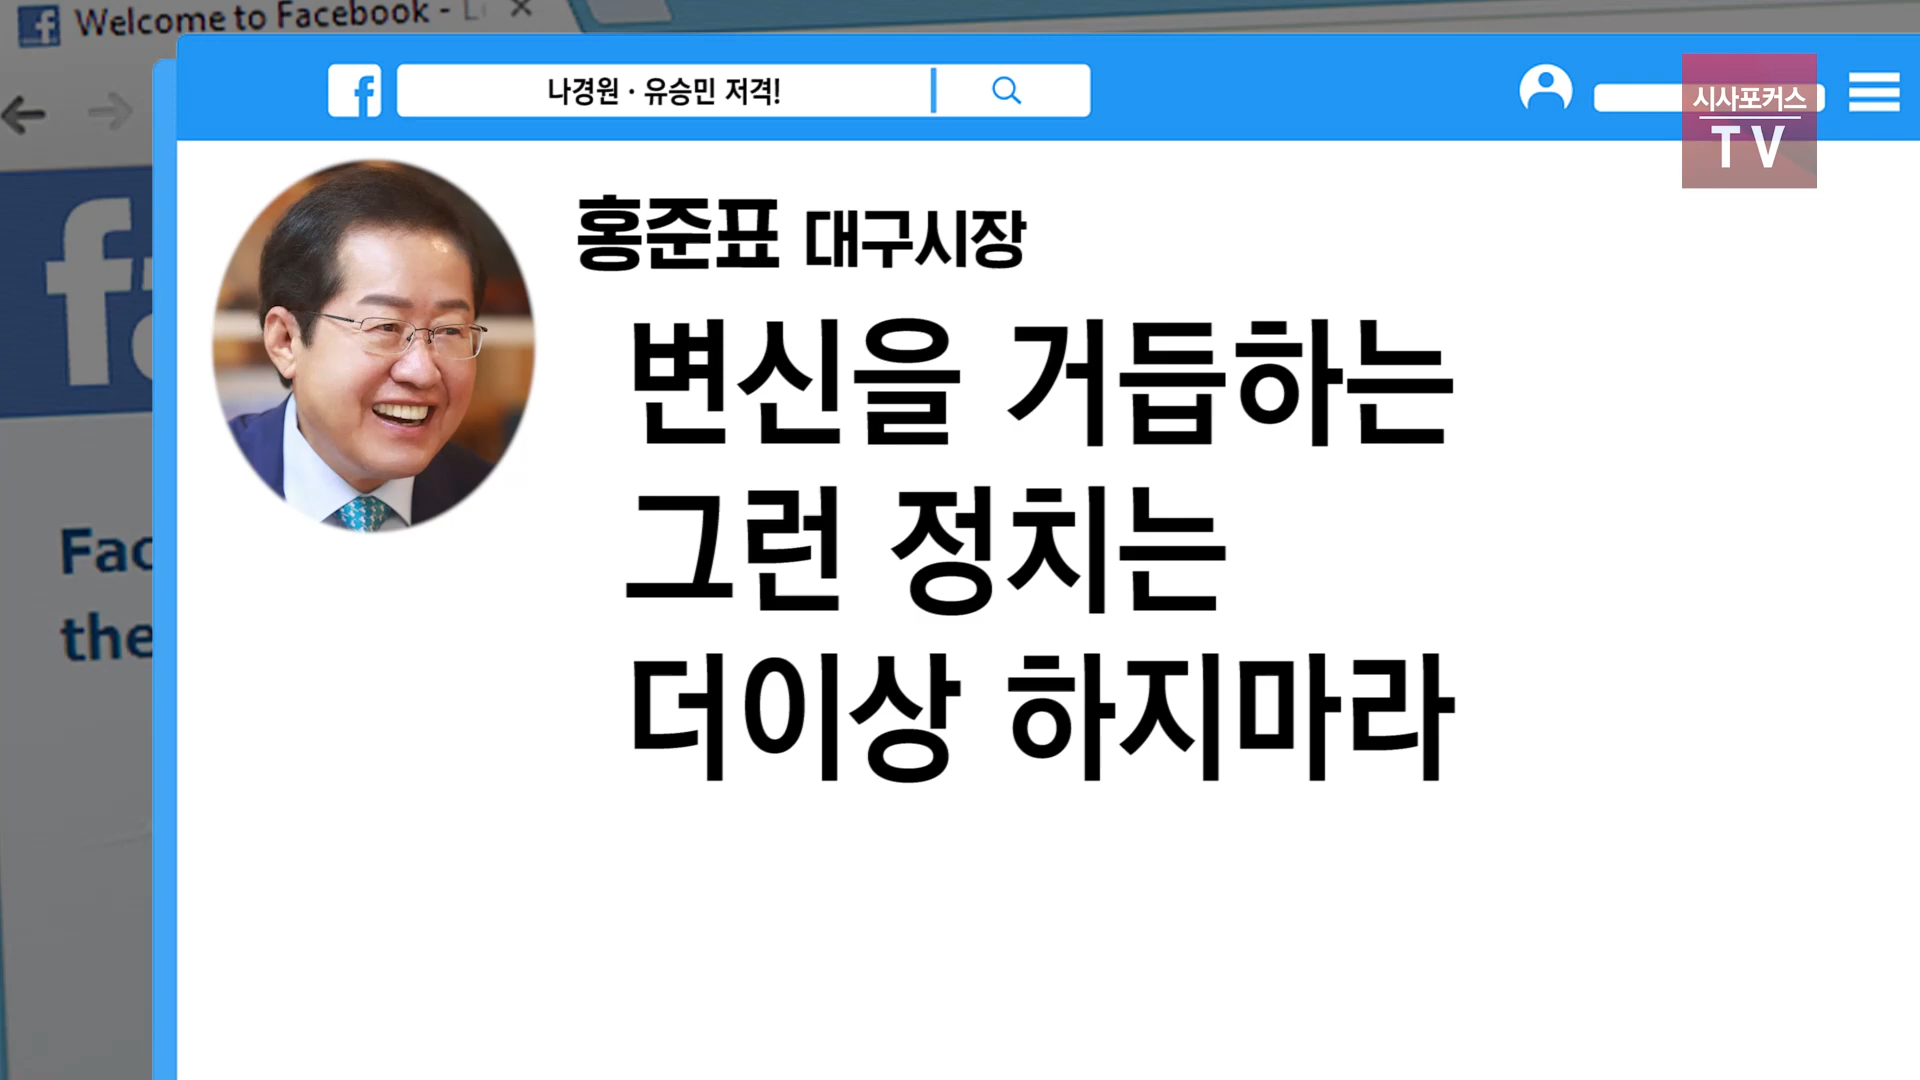 Welcome to Facebook -
나경원 · 유승민 저격!
시사포커스
TV
홍준표 대구시장
변신을 거듭하는
그런 정치는
더이상 하지마라
Fac
the